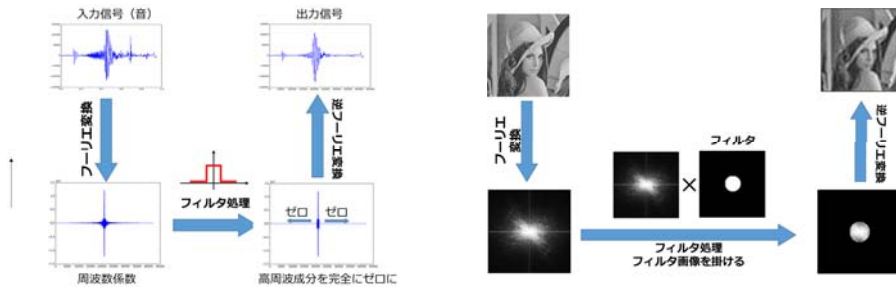 入力信号（音）
出力信号
フーリエ変換
逆フーリエ変換
フィルタ処理
ゼロ
ゼロ
周波数係数
高周波成分を完全にゼロに
フーリエ
変換
フィルタ
×
逆フーリエ変換
フィルタ処理
フィルタ画像を掛ける